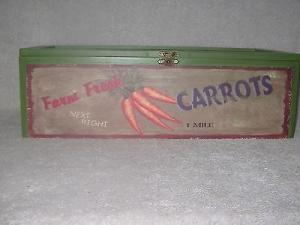 Farm Fresh
CARROTS
NEXT
RIGHT
1 MILE